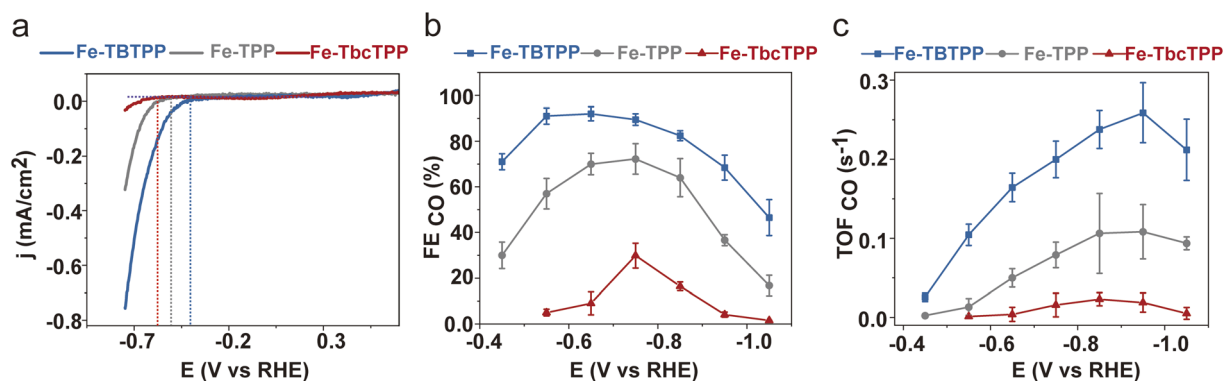 a
Fe-TBTPP Fe-TPP Fe-TbcTPP
0.0
-0.2
-0.4
-0.6
-0.8
j (mA/cm2)
-0.7 -0.2 0.3
E (V vs RHE)
b
Fe-TBTPP Fe-TPP Fe-TbcTPP
100
80
60
40
20
0.0
FE CO (%)
-0.4 -0.6 -0.8 -1.0
E (V vs RHE)
c
Fe-TBTPP Fe-TPP Fe-TbcTPP
0.3
0.2
0.1
0.0
TOF CO (s-1)
-0.4 -0.6 -0.8 -1.0
E (V vs RHE)